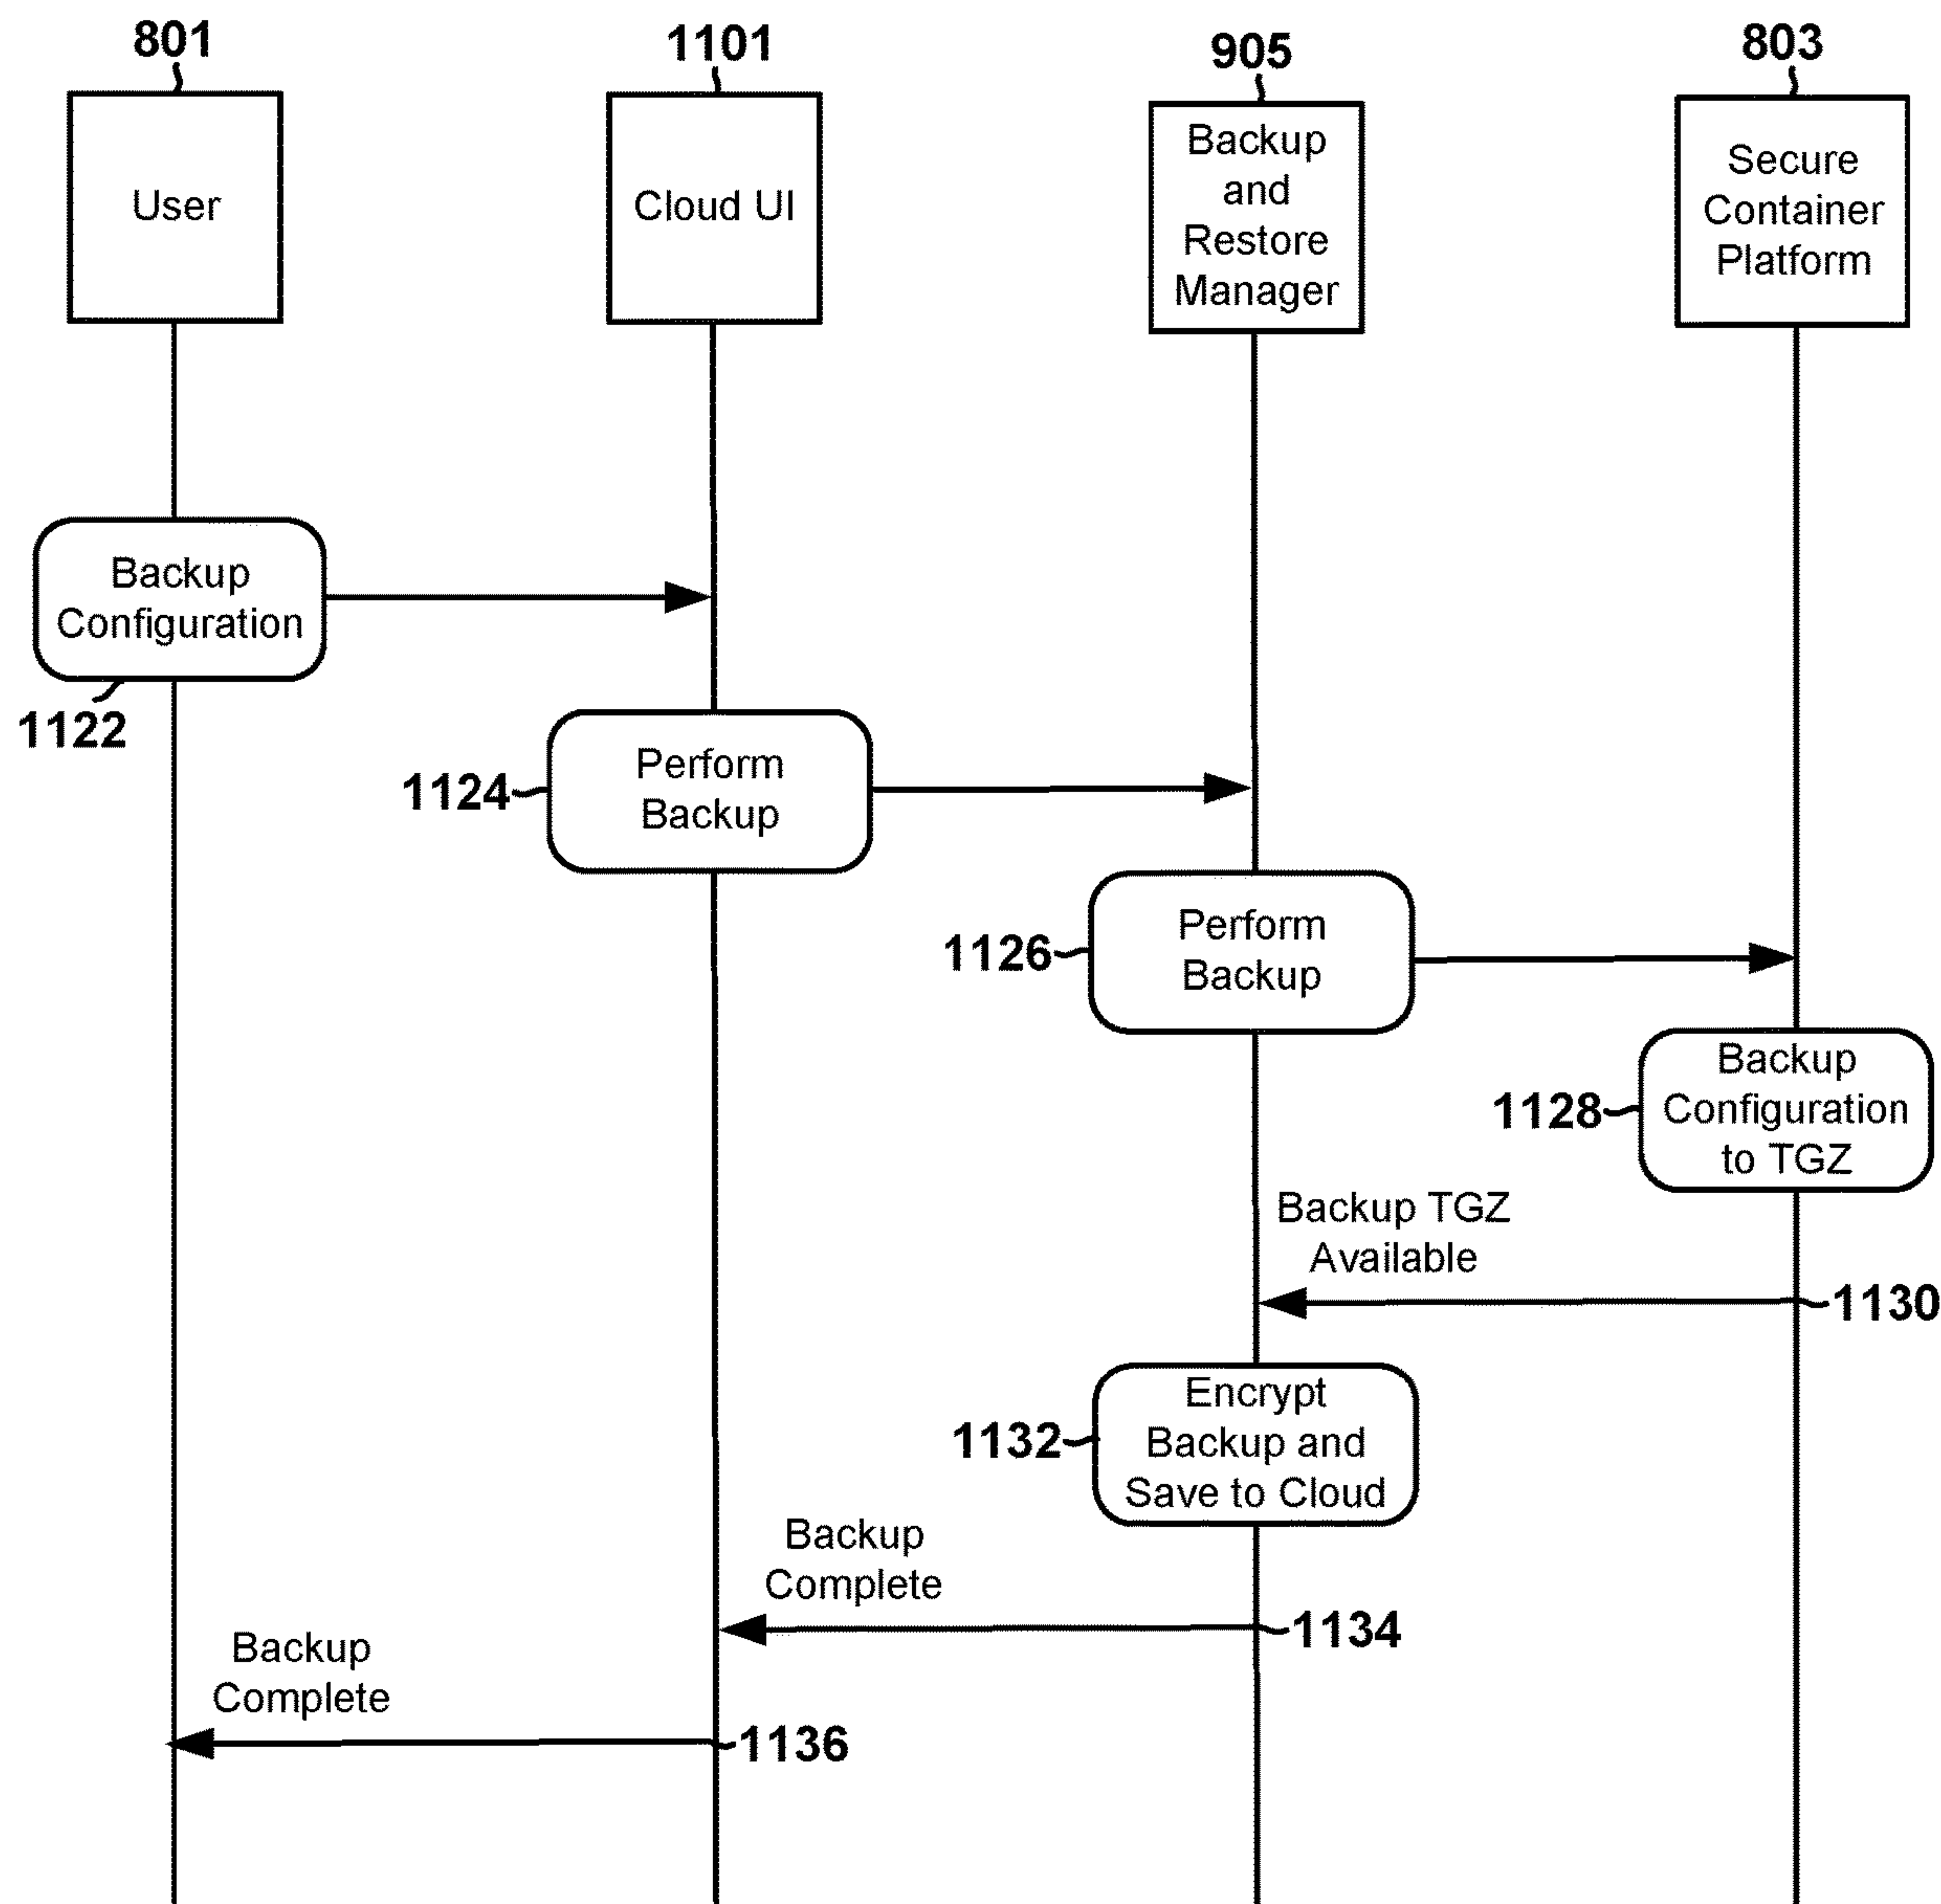 801
1101
905
803
User
Cloud UI
Backup
and
Restore
Manager
Secure
Container
Platform
Backup
Configuration
1122
Perform
Backup
1124
Perform
Backup
1126
Backup
Configuration
to TGZ
1128
Backup TGZ
Available
1130
Encrypt
Backup and
Save to Cloud
1132
Backup
Complete
1134
Backup
Complete
1136